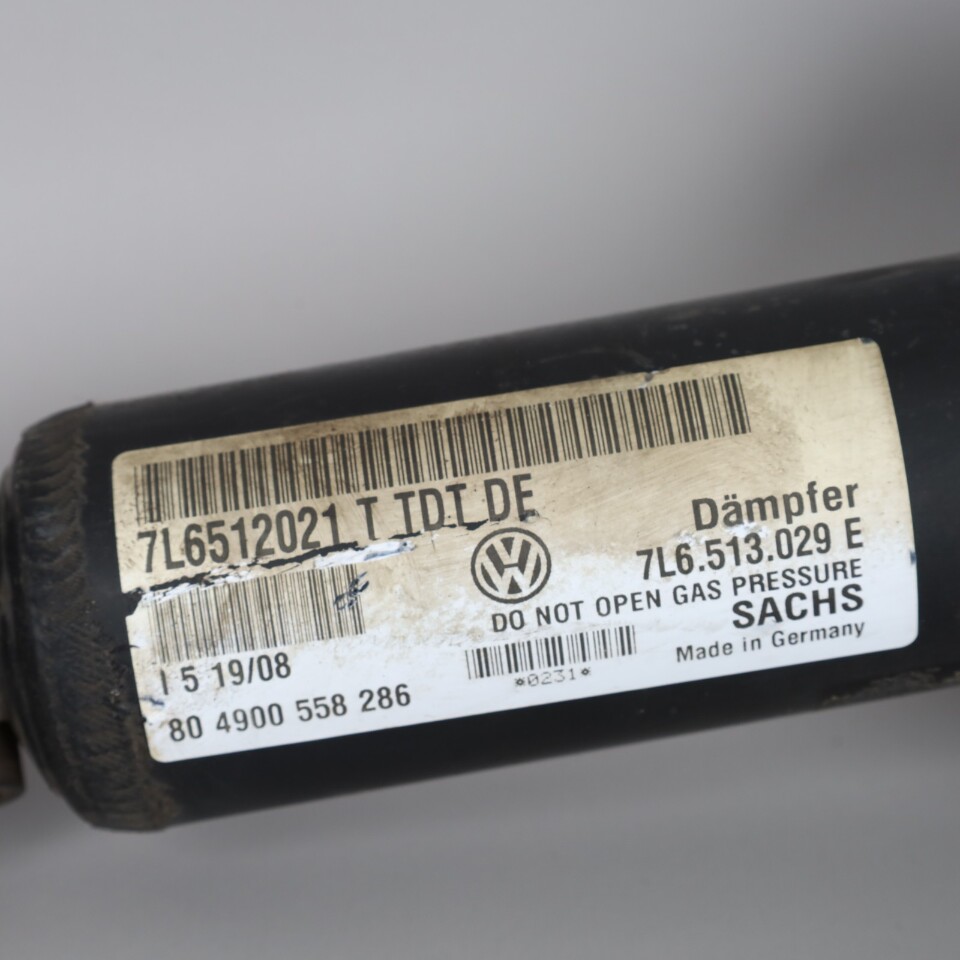 7L6512021 T TDT DE
Dämpfer
7L6.513.029 E
DO NOT OPEN GAS PRESSURE
SACHS
Made in Germany
*0231*
5 19/08
80 4900 558 286